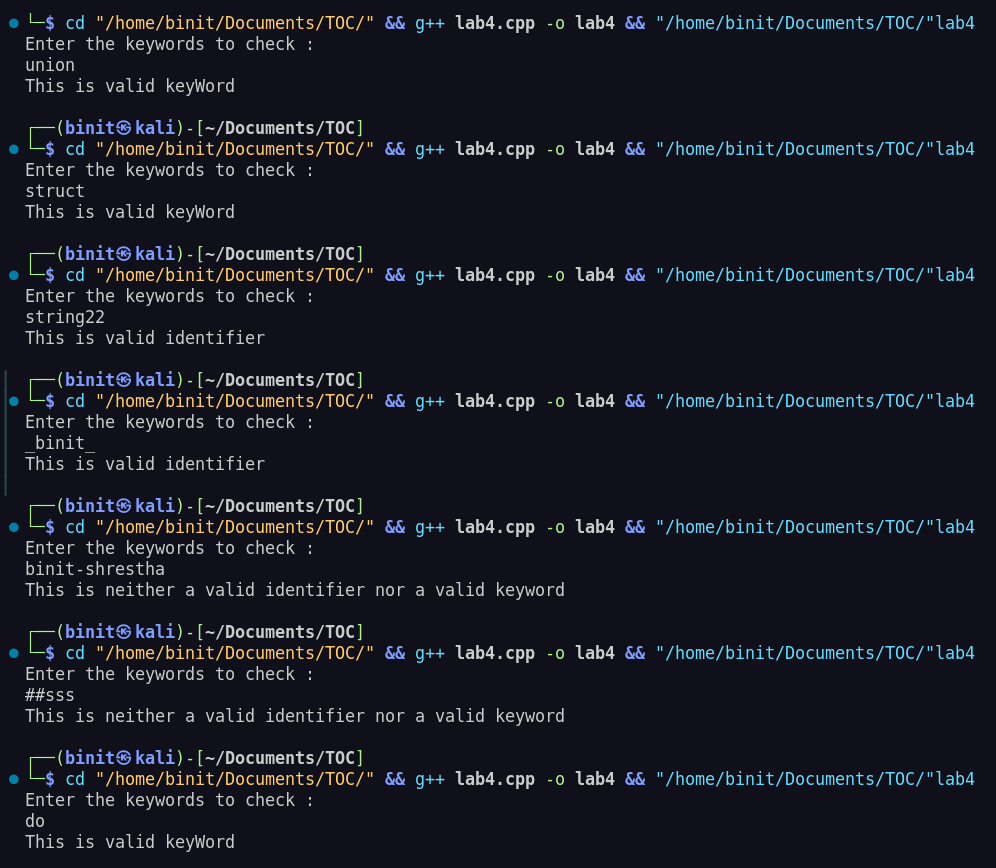 └─$ cd "/home/binit/Documents/TOC/" && g++ lab4.cpp -o lab4 && "/home/binit/Documents/TOC/"lab4
Enter the keywords to check :
union
This is valid keyWord
┌──(binit㉿kali)-[~/Documents/TOC]
└─$ cd "/home/binit/Documents/TOC/" && g++ lab4.cpp -o lab4 && "/home/binit/Documents/TOC/"lab4
Enter the keywords to check :
struct
This is valid keyWord
┌──(binit㉿kali)-[~/Documents/TOC]
└─$ cd "/home/binit/Documents/TOC/" && g++ lab4.cpp -o lab4 && "/home/binit/Documents/TOC/"lab4
Enter the keywords to check :
string22
This is valid identifier
┌──(binit㉿kali)-[~/Documents/TOC]
└─$ cd "/home/binit/Documents/TOC/" && g++ lab4.cpp -o lab4 && "/home/binit/Documents/TOC/"lab4
Enter the keywords to check :
_binit_
This is valid identifier
┌──(binit㉿kali)-[~/Documents/TOC]
└─$ cd "/home/binit/Documents/TOC/" && g++ lab4.cpp -o lab4 && "/home/binit/Documents/TOC/"lab4
Enter the keywords to check :
binit-shrestha
This is neither a valid identifier nor a valid keyword
┌──(binit㉿kali)-[~/Documents/TOC]
└─$ cd "/home/binit/Documents/TOC/" && g++ lab4.cpp -o lab4 && "/home/binit/Documents/TOC/"lab4
Enter the keywords to check :
##sss
This is neither a valid identifier nor a valid keyword
┌──(binit㉿kali)-[~/Documents/TOC]
└─$ cd "/home/binit/Documents/TOC/" && g++ lab4.cpp -o lab4 && "/home/binit/Documents/TOC/"lab4
Enter the keywords to check :
do
This is valid keyWord